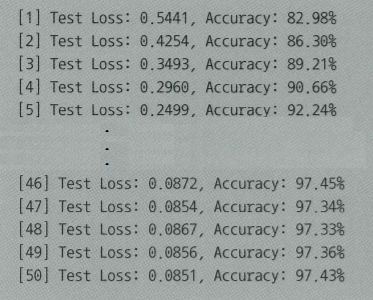 [1] Test Loss: 0.5441, Accuracy: 82.98%
[2] Test Loss: 0.4254, Accuracy: 86.30%
[3] Test Loss: 0.3493, Accuracy: 89.21%
[4] Test Loss: 0.2960, Accuracy: 90.66%
[5] Test Loss: 0.2499, Accuracy: 92.24%
.
.
.
[46] Test Loss: 0.0872, Accuracy: 97.45%
[47] Test Loss: 0.0854, Accuracy: 97.34%
[48] Test Loss: 0.0867, Accuracy: 97.33%
[49] Test Loss: 0.0856, Accuracy: 97.36%
[50] Test Loss: 0.0851, Accuracy: 97.43%